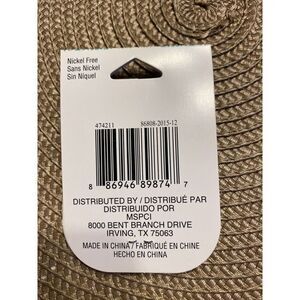 Nickel Free
Sans Nickel
Sin Níquel
474211 86808-2015-12
8 86946 89874 7
DISTRIBUTED BY / DISTRIBUÉ PAR
DISTRIBUIDO POR
MSPCI
8000 BENT BRANCH DRIVE
IRVING, TX 75063
MADE IN CHINA / FABRIQUÉ EN CHINE
HECHO EN CHINA